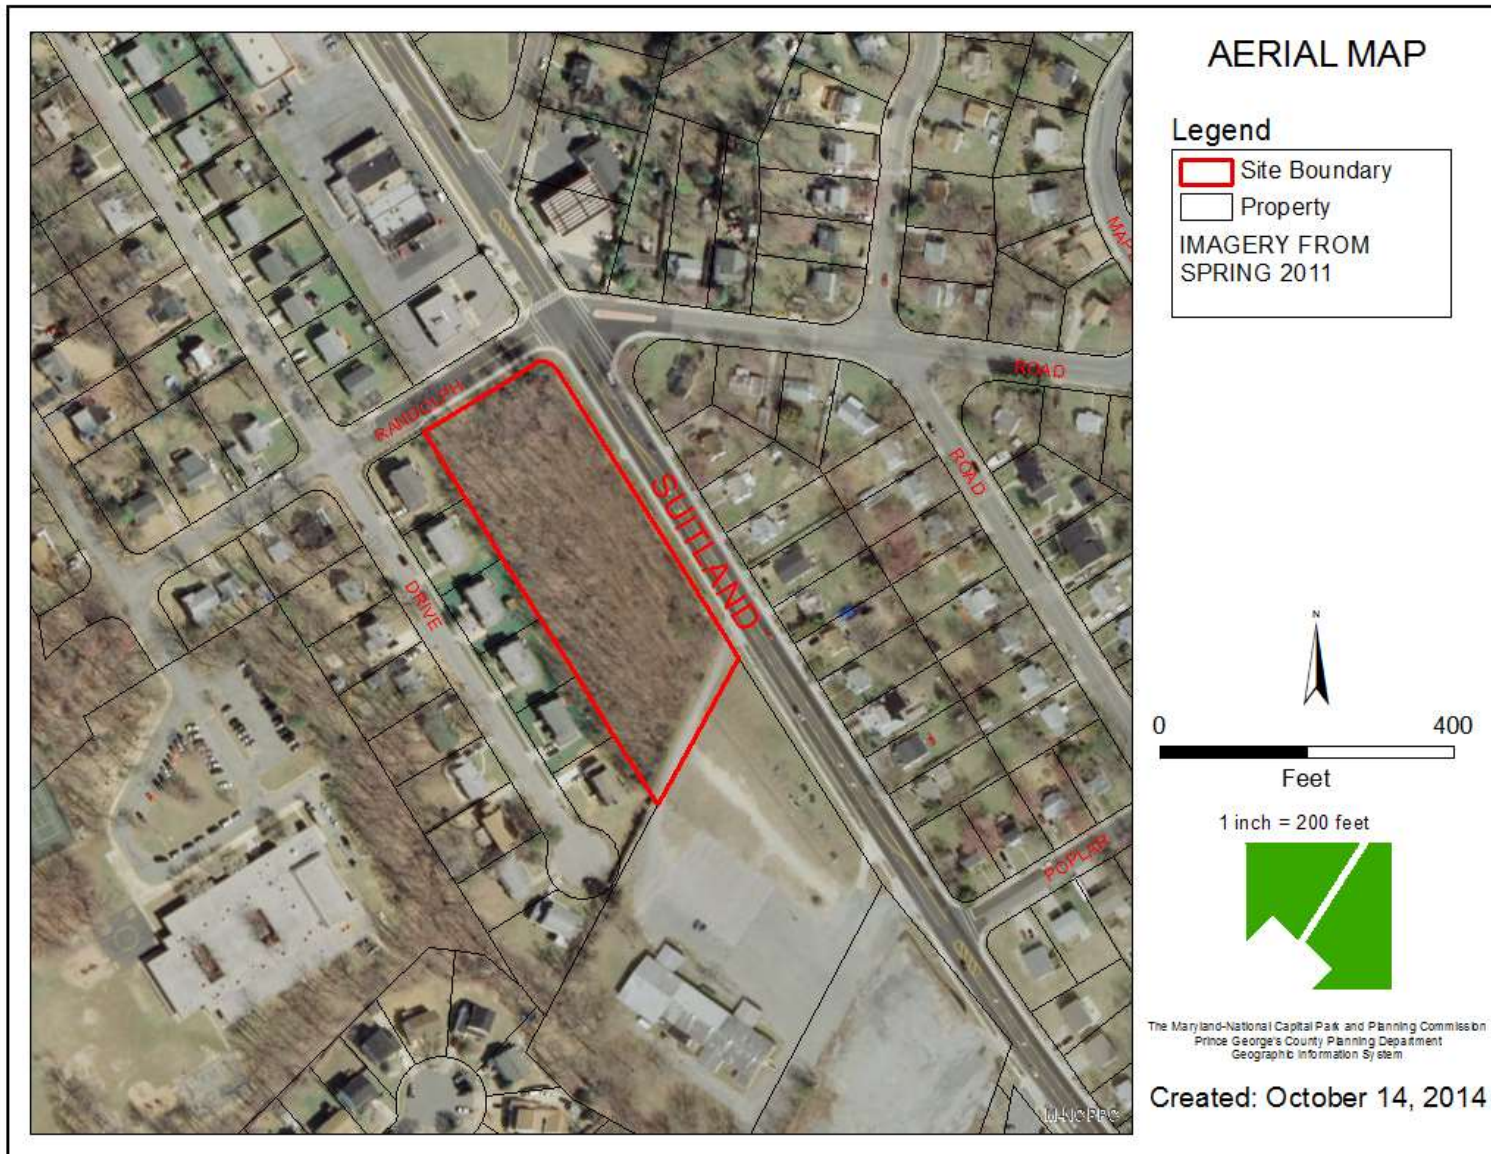 AERIAL MAP
Legend
Site Boundary
Property
IMAGERY FROM
SPRING 2011
MAP
ROAD
RANDOLPH
ROAD
SUITLAND
DRIVE
POPLAR
N
0 400
Feet
1 inch = 200 feet
The Maryland-National Capital Park and Planning Commission
Prince George's County Planning Department
Geographic Information System
Created: October 14, 2014
M-NCPPC